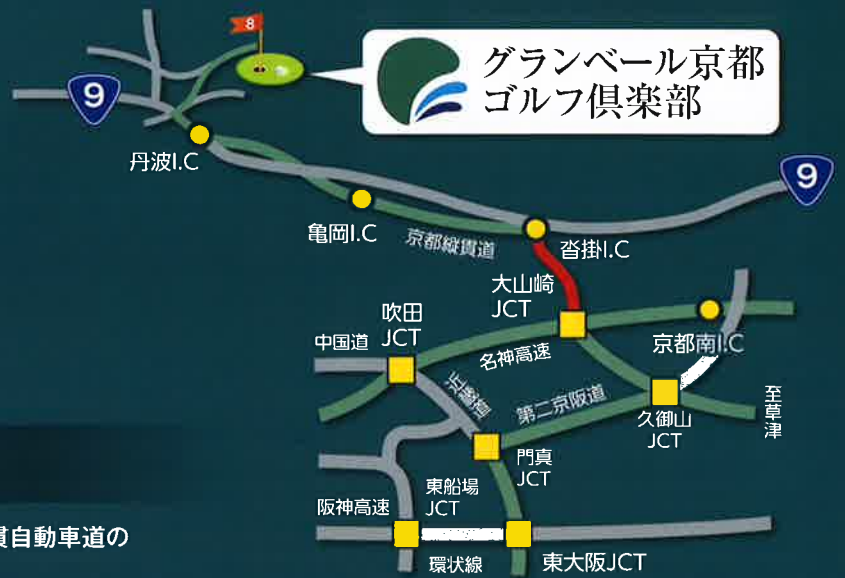 8
グランベール京都
ゴルフ倶楽部
9
丹波I.C
9
亀岡I.C
京都縦貫道
沓掛I.C
大山崎
JCT
吹田
JCT
中国道
名神高速
京都南I.C
近畿道
第二京阪道
至草津
久御山
JCT
門真
JCT
東船場
JCT
阪神高速
貫自動車道の
環状線
東大阪JCT